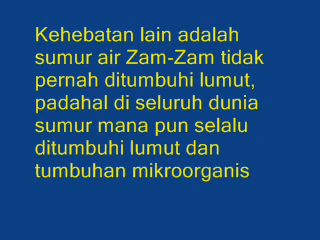 Kehebatan lain adalah
sumur air Zam-Zam tidak
pernah ditumbuhi lumut,
padahal di seluruh dunia
sumur mana pun selalu
ditumbuhi lumut dan
tumbuhan mikroorganis